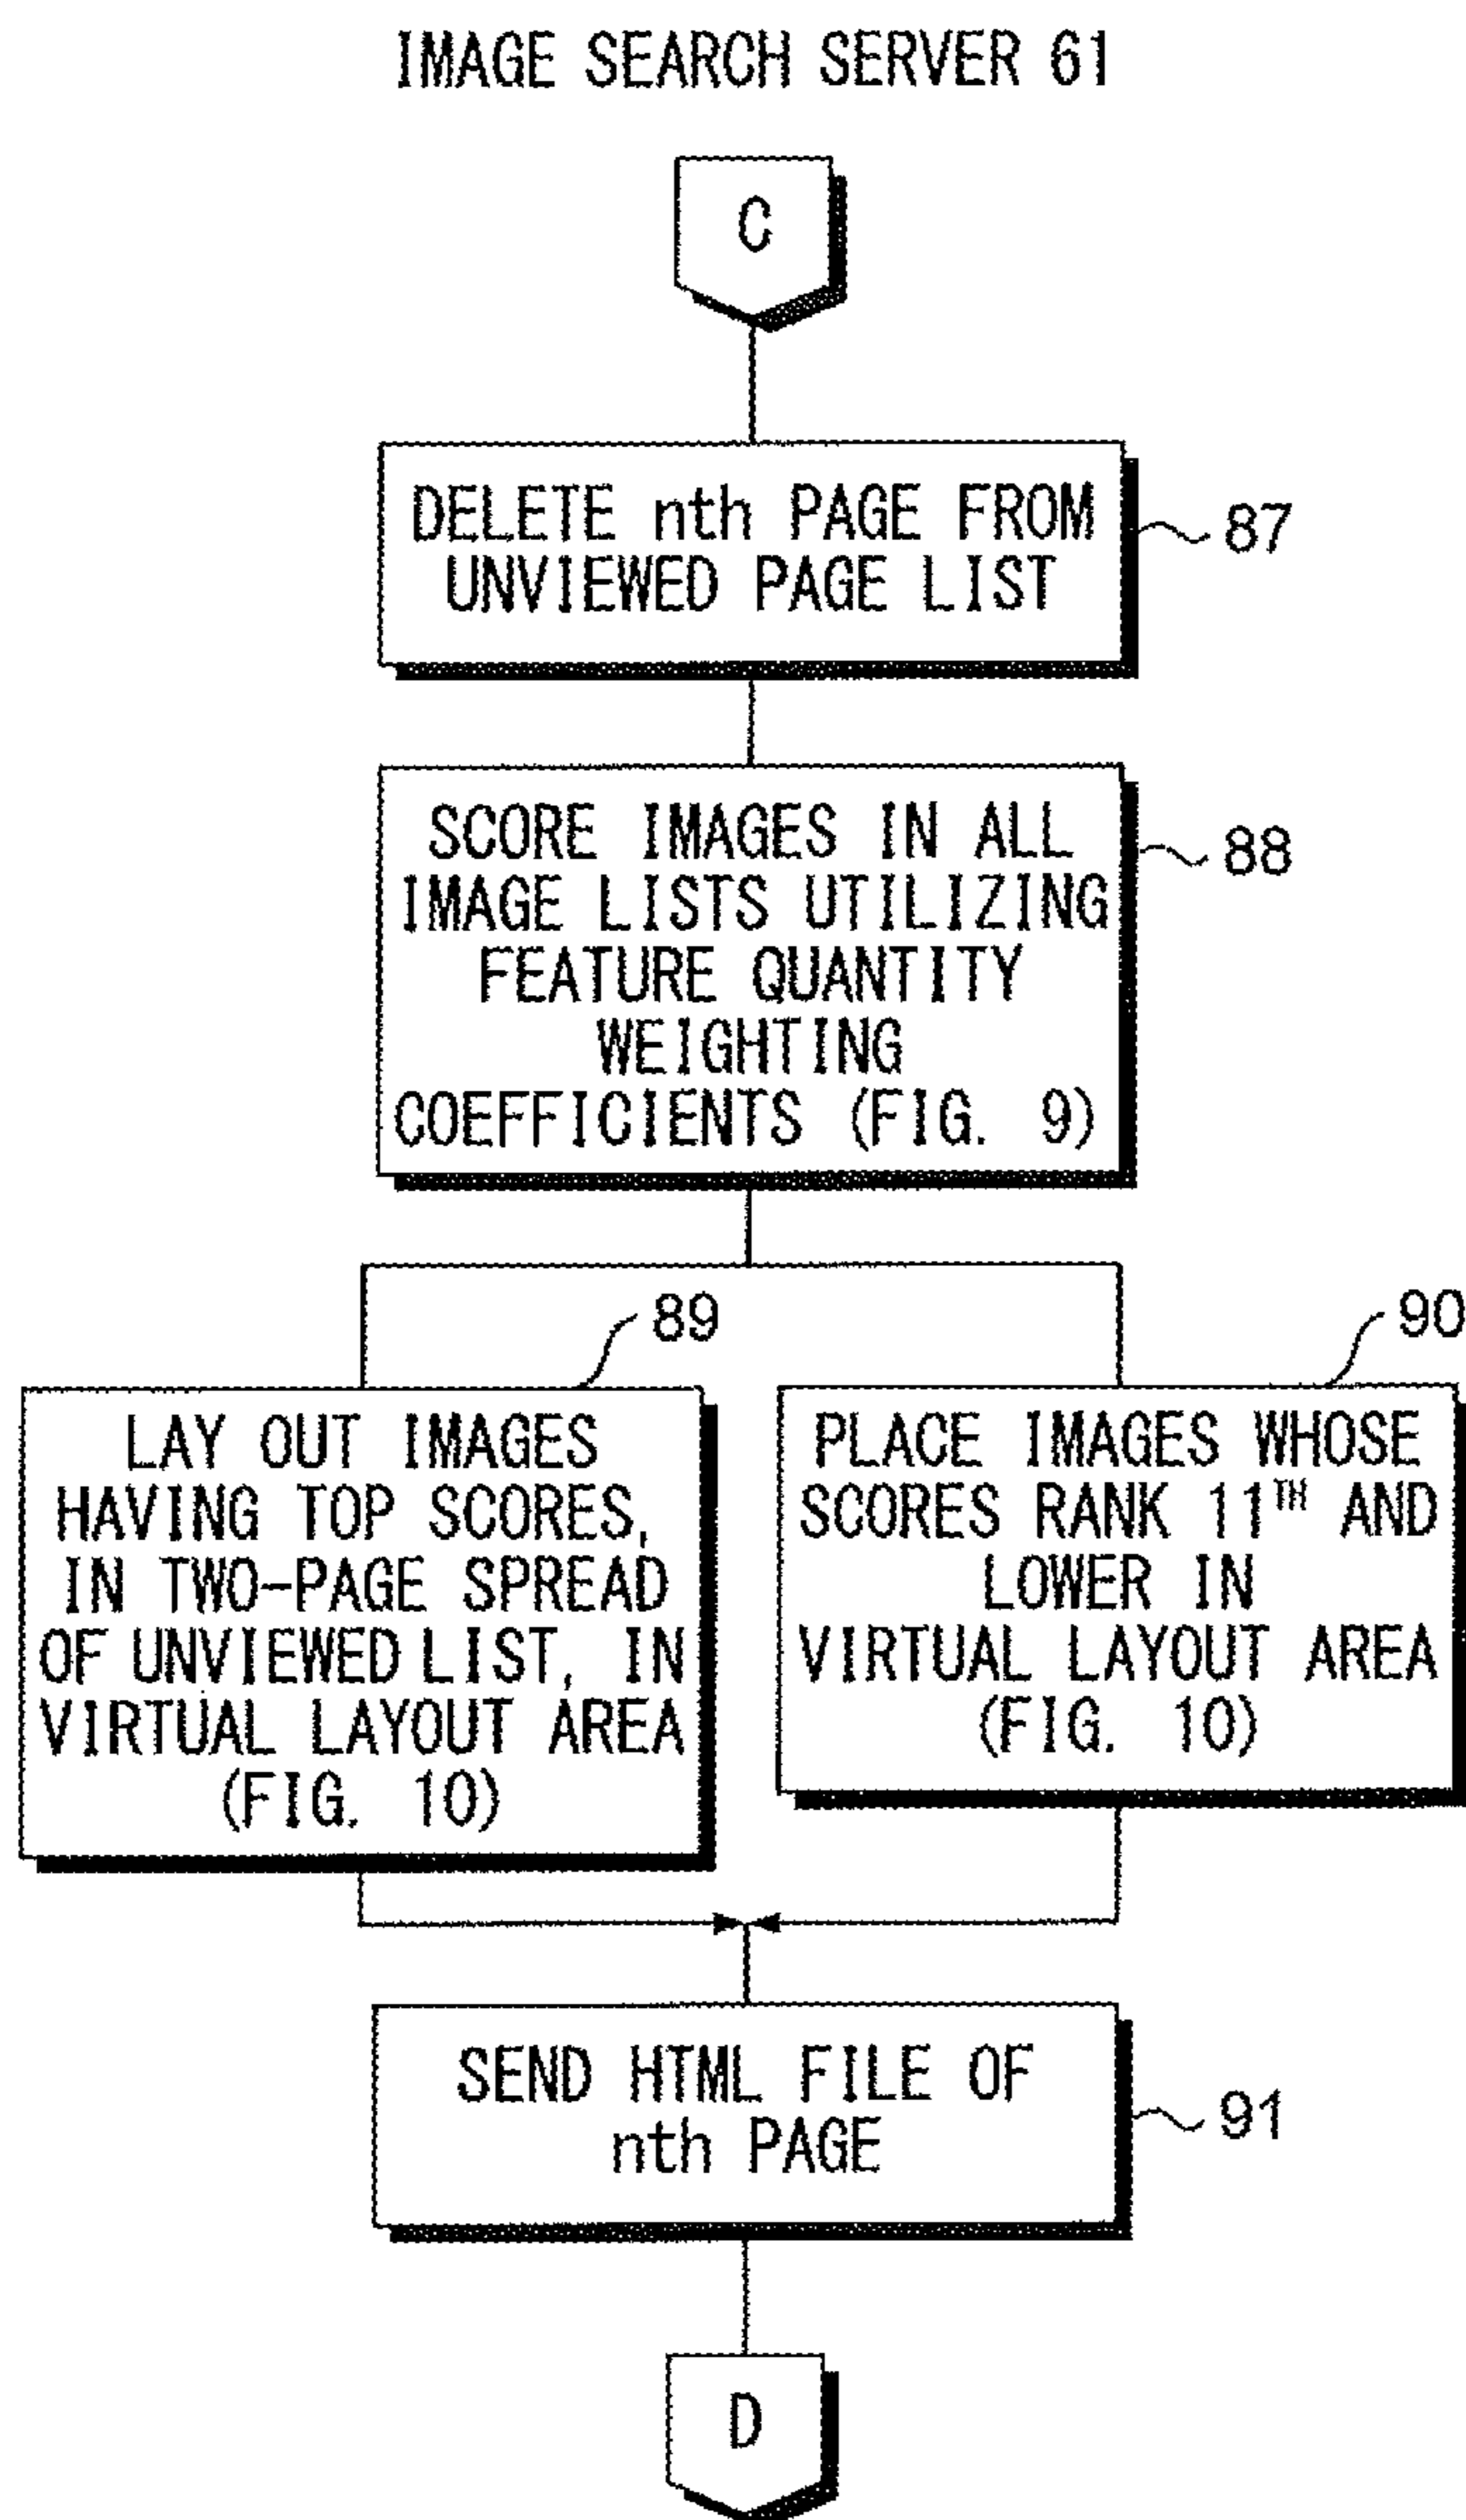 IMAGE SEARCH SERVER 61
C
DELETE nth PAGE FROM
UNVIEWED PAGE LIST
87
SCORE IMAGES IN ALL
IMAGE LISTS UTILIZING
FEATURE QUANTITY
WEIGHTING
COEFFICIENTS (FIG. 9)
88
89
LAY OUT IMAGES
HAVING TOP SCORES,
IN TWO-PAGE SPREAD
OF UNVIEWED LIST, IN
VIRTUAL LAYOUT AREA
(FIG. 10)
90
PLACE IMAGES WHOSE
SCORES RANK 11TH AND
LOWER IN
VIRTUAL LAYOUT AREA
(FIG. 10)
SEND HTML FILE OF
nth PAGE
91
D